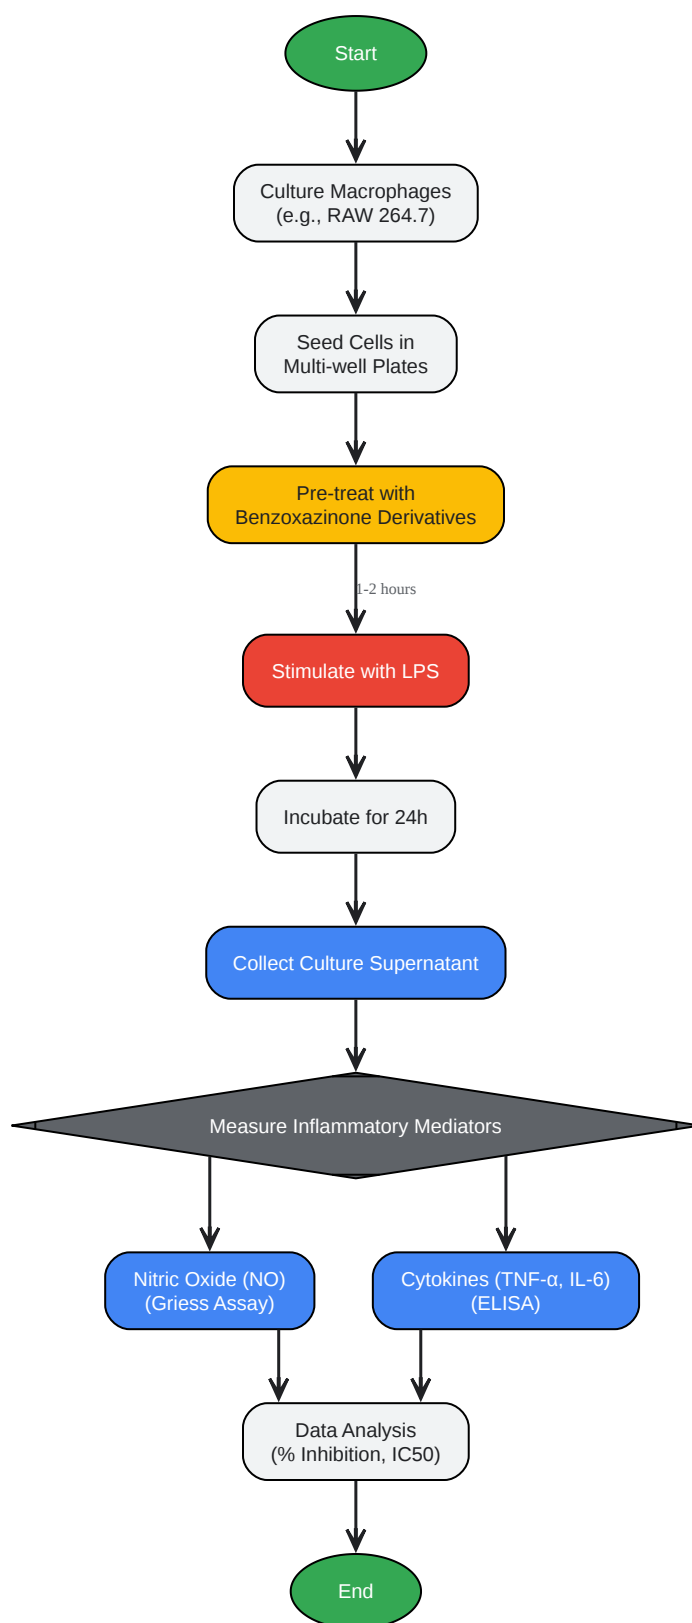 Start
Culture Macrophages
(e.g., RAW 264.7)
Seed Cells in
Multi-well Plates
Pre-treat with
Benzoxazinone Derivatives
1-2 hours
Stimulate with LPS
Incubate for 24h
Collect Culture Supernatant
Measure Inflammatory Mediators
Nitric Oxide (NO)
(Griess Assay)
Cytokines (TNF-α, IL-6)
(ELISA)
Data Analysis
(% Inhibition, IC50)
End